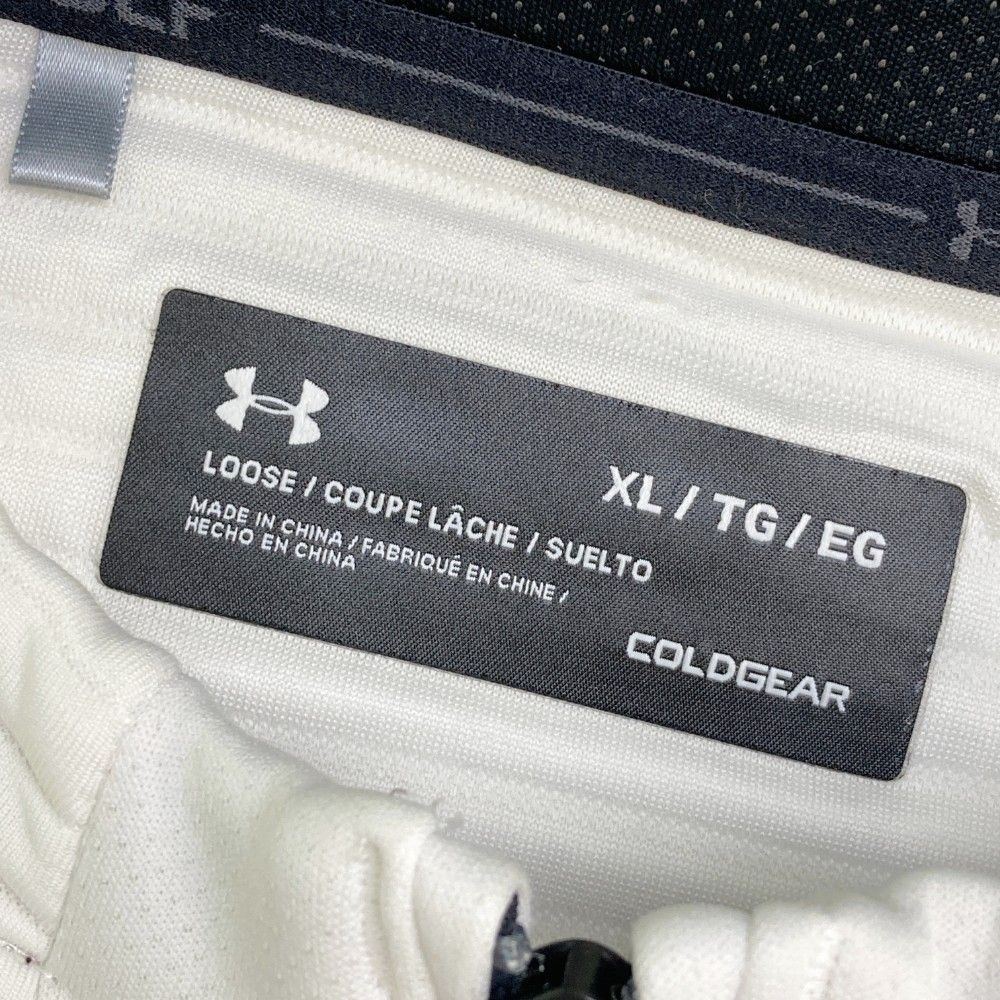 LOOSE / COUPE LÂCHE / SUELTO
MADE IN CHINA / FABRIQUÉ EN CHINE /
HECHO EN CHINA
XL / TG / EG
COLDGEAR